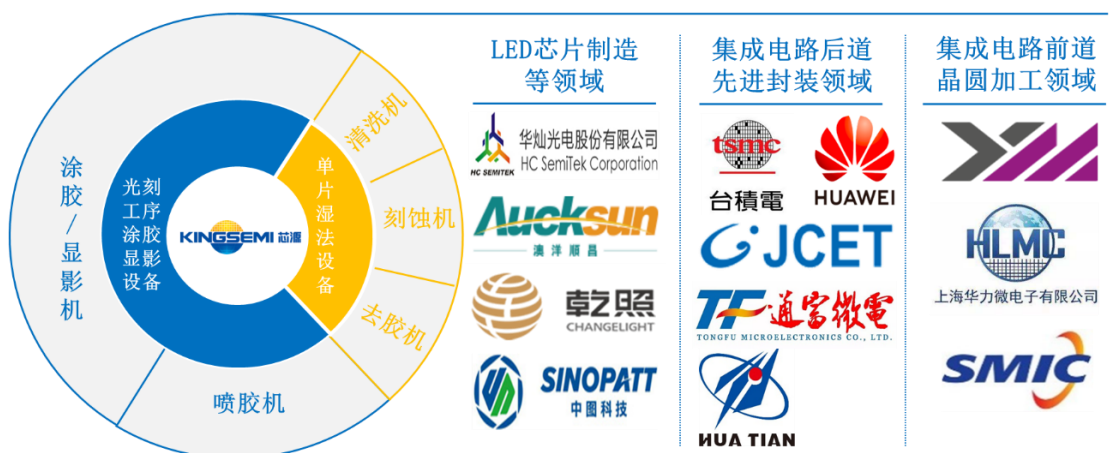 涂胶/显影机
清洗机
刻蚀机
去胶机
喷胶机
光刻
工序
涂胶
显影
设备
单片湿法设备
KINGSEMI 芯源
LED芯片制造
等领域
华灿光电股份有限公司
HC SEMITEK HC SemiTek Corporation
Aucksun
澳洋顺昌
乾照
CHANGELIGHT
SINOPATT
中图科技
集成电路后道
先进封装领域
tsmc
台積電
HUAWEI
JCET
TF 通富微電
TONGFU MICROELECTRONICS CO., LTD.
HUA TIAN
集成电路前道
晶圆加工领域
HLMC
上海华力微电子有限公司
SMIC